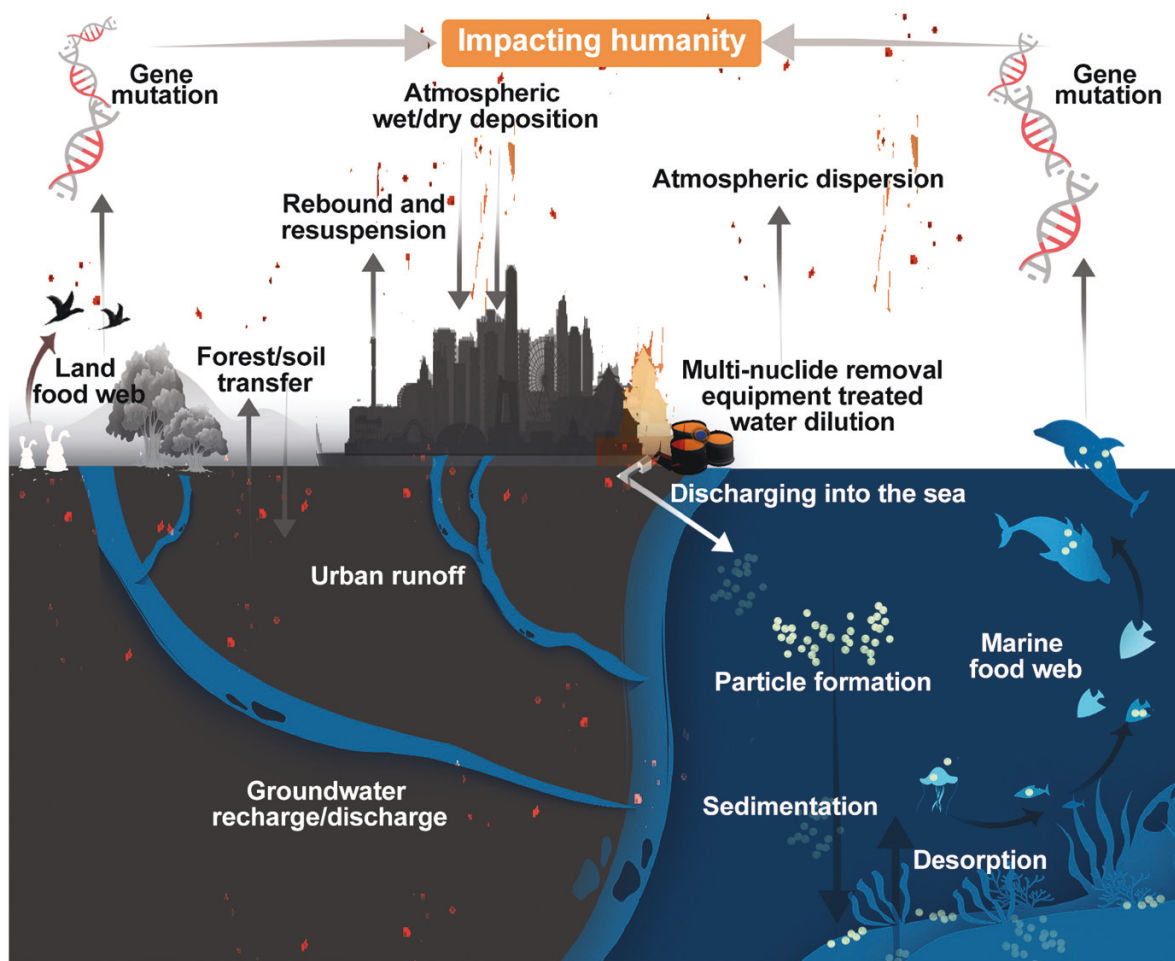 Impacting humanity
Gene
mutation
Atmospheric
wet/dry deposition
Gene
mutation
Atmospheric dispersion
Rebound and
resuspension
Land
food web
Forest/soil
transfer
Multi-nuclide removal
equipment treated
water dilution
Discharging into the sea
Urban runoff
Particle formation
Marine
food web
Groundwater
recharge/discharge
Sedimentation
Desorption